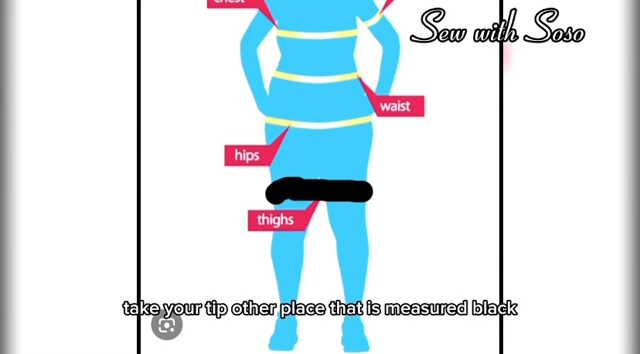 chest
Sew with Soso
waist
hips
thighs
take your tip other place that is measured black